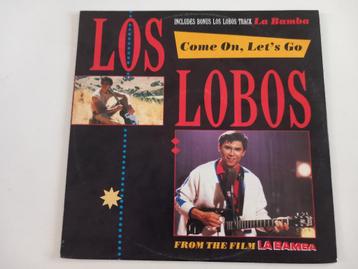 INCLUDES BONUS LOS LOBOS TRACK La Bamba
LOS
Come On, Let's Go
LOBOS
FROM THE FILM LA BAMBA